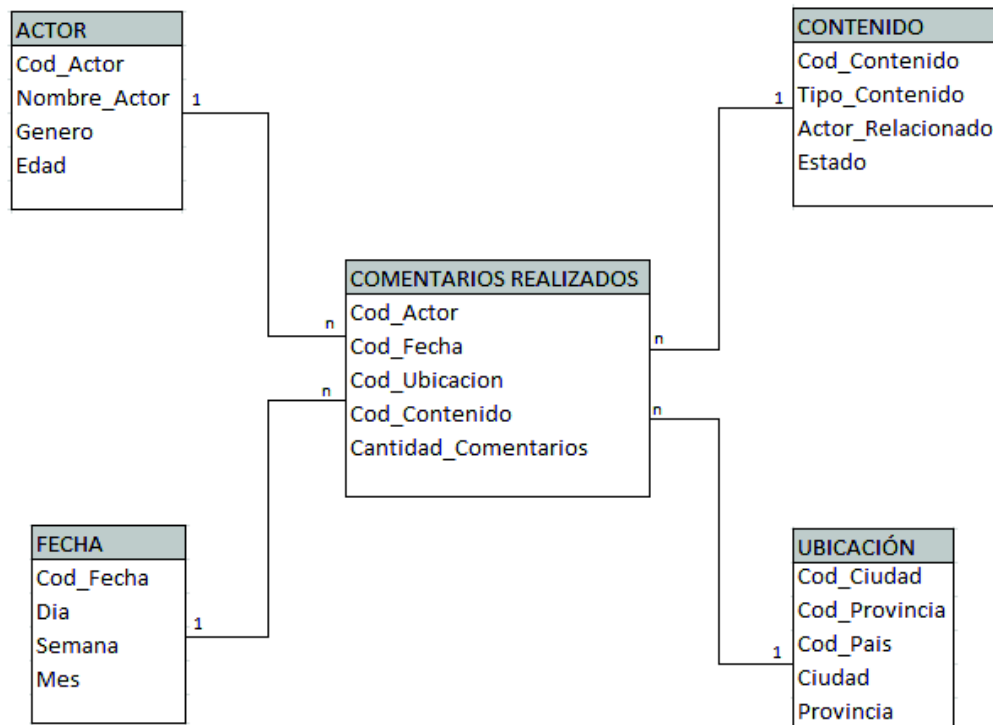 ACTOR
Cod_Actor
Nombre_Actor
Genero
Edad
1
CONTENIDO
Cod_Contenido
Tipo_Contenido
Actor_Relacionado
Estado
1
COMENTARIOS REALIZADOS
Cod_Actor
Cod_Fecha
Cod_Ubicacion
Cod_Contenido
Cantidad_Comentarios
n
n
n
n
FECHA
Cod_Fecha
Dia
Semana
Mes
1
UBICACIÓN
Cod_Ciudad
Cod_Provincia
Cod_Pais
Ciudad
Provincia
1